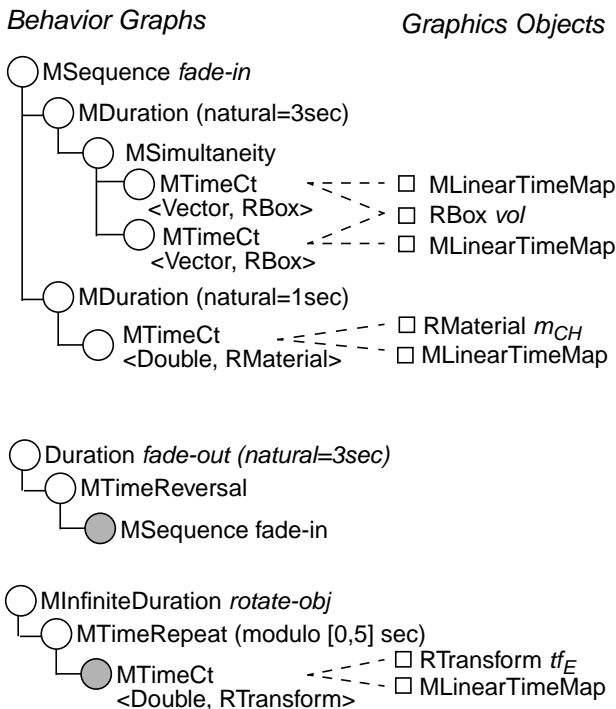 Behavior Graphs
Graphics Objects
MSequence fade-in
MDuration (natural=3sec)
MSimultaneity
MTimeCt
<Vector, RBox>
MLinearTimeMap
RBox vol
MTimeCt
<Vector, RBox>
MLinearTimeMap
MDuration (natural=1sec)
MTimeCt
<Double, RMaterial>
RMaterial mCH
MLinearTimeMap
Duration fade-out (natural=3sec)
MTimeReversal
MSequence fade-in
MInfiniteDuration rotate-obj
MTimeRepeat (modulo [0,5] sec)
MTimeCt
<Double, RTransform>
RTransform tfE
MLinearTimeMap